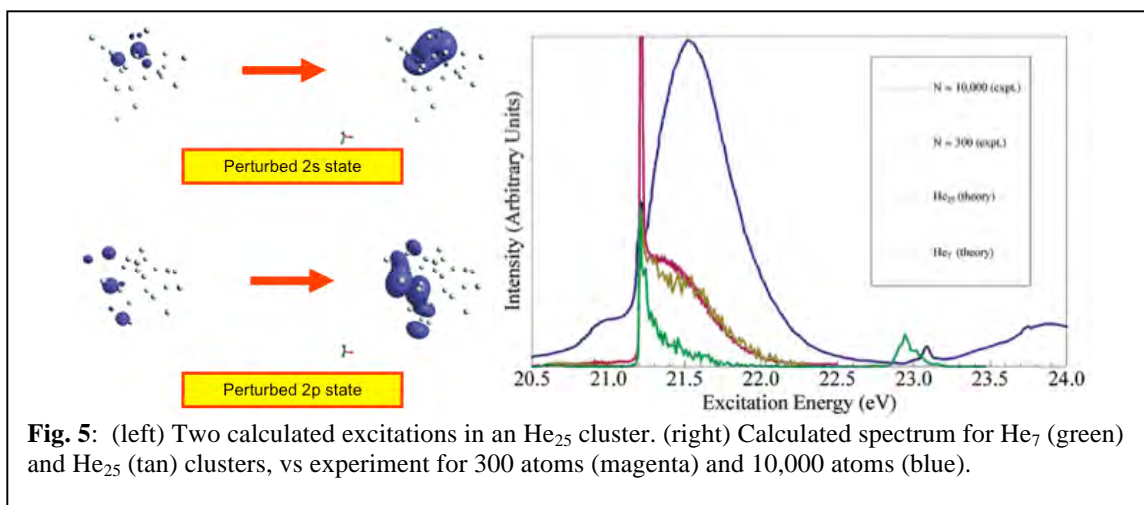 Perturbed 2s state
Perturbed 2p state
Intensity (Arbitrary Units)
N = 10,000 (expt.)
N = 300 (expt.)
He₂₅ (theory)
He₇ (theory)
20.5 21.0 21.5 22.0 22.5 23.0 23.5 24.0
Excitation Energy (eV)
Fig. 5: (left) Two calculated excitations in an He₂₅ cluster. (right) Calculated spectrum for He₇ (green)
and He₂₅ (tan) clusters, vs experiment for 300 atoms (magenta) and 10,000 atoms (blue).